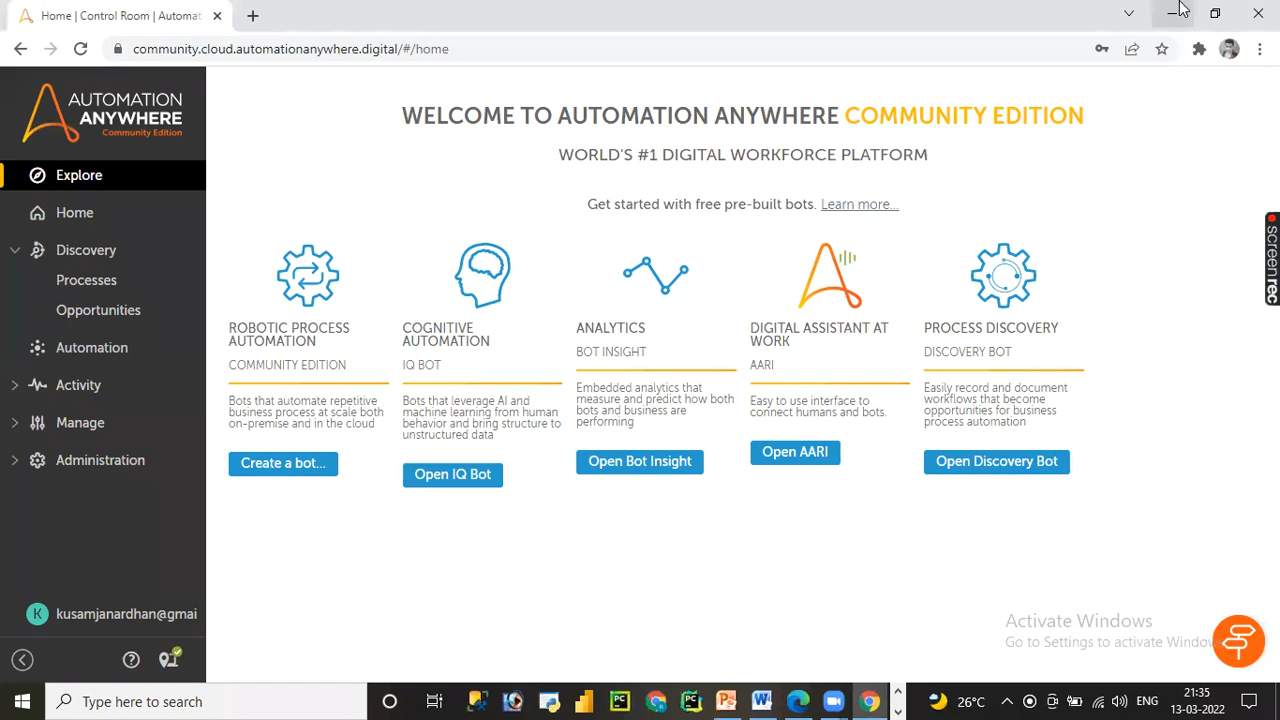 Home | Control Room | Automat
community.cloud.automationanywhere.digital/#/home
AUTOMATION
ANYWHERE
Community Edition
Explore
Home
Discovery
Processes
Opportunities
Automation
Activity
Manage
Administration
K kusamjanardhan@gmai
WELCOME TO AUTOMATION ANYWHERE COMMUNITY EDITION
WORLD'S #1 DIGITAL WORKFORCE PLATFORM
Get started with free pre-built bots. Learn more...
ROBOTIC PROCESS
AUTOMATION
COMMUNITY EDITION
Bots that automate repetitive
business process at scale both
on-premise and in the cloud
Create a bot...
COGNITIVE
AUTOMATION
IQ BOT
Bots that leverage AI and
machine learning from human
behavior and bring structure to
unstructured data
Open IQ Bot
ANALYTICS
BOT INSIGHT
Embedded analytics that
measure and predict how both
bots and business are
performing
Open Bot Insight
DIGITAL ASSISTANT AT
WORK
AARI
Easy to use interface to
connect humans and bots.
Open AARI
PROCESS DISCOVERY
DISCOVERY BOT
Easily record and document
workflows that become
opportunities for business
process automation
Open Discovery Bot
screenrec
Activate Windows
Go to Settings to activate Window
Type here to search
26°C
ENG
21:35
13-03-2022